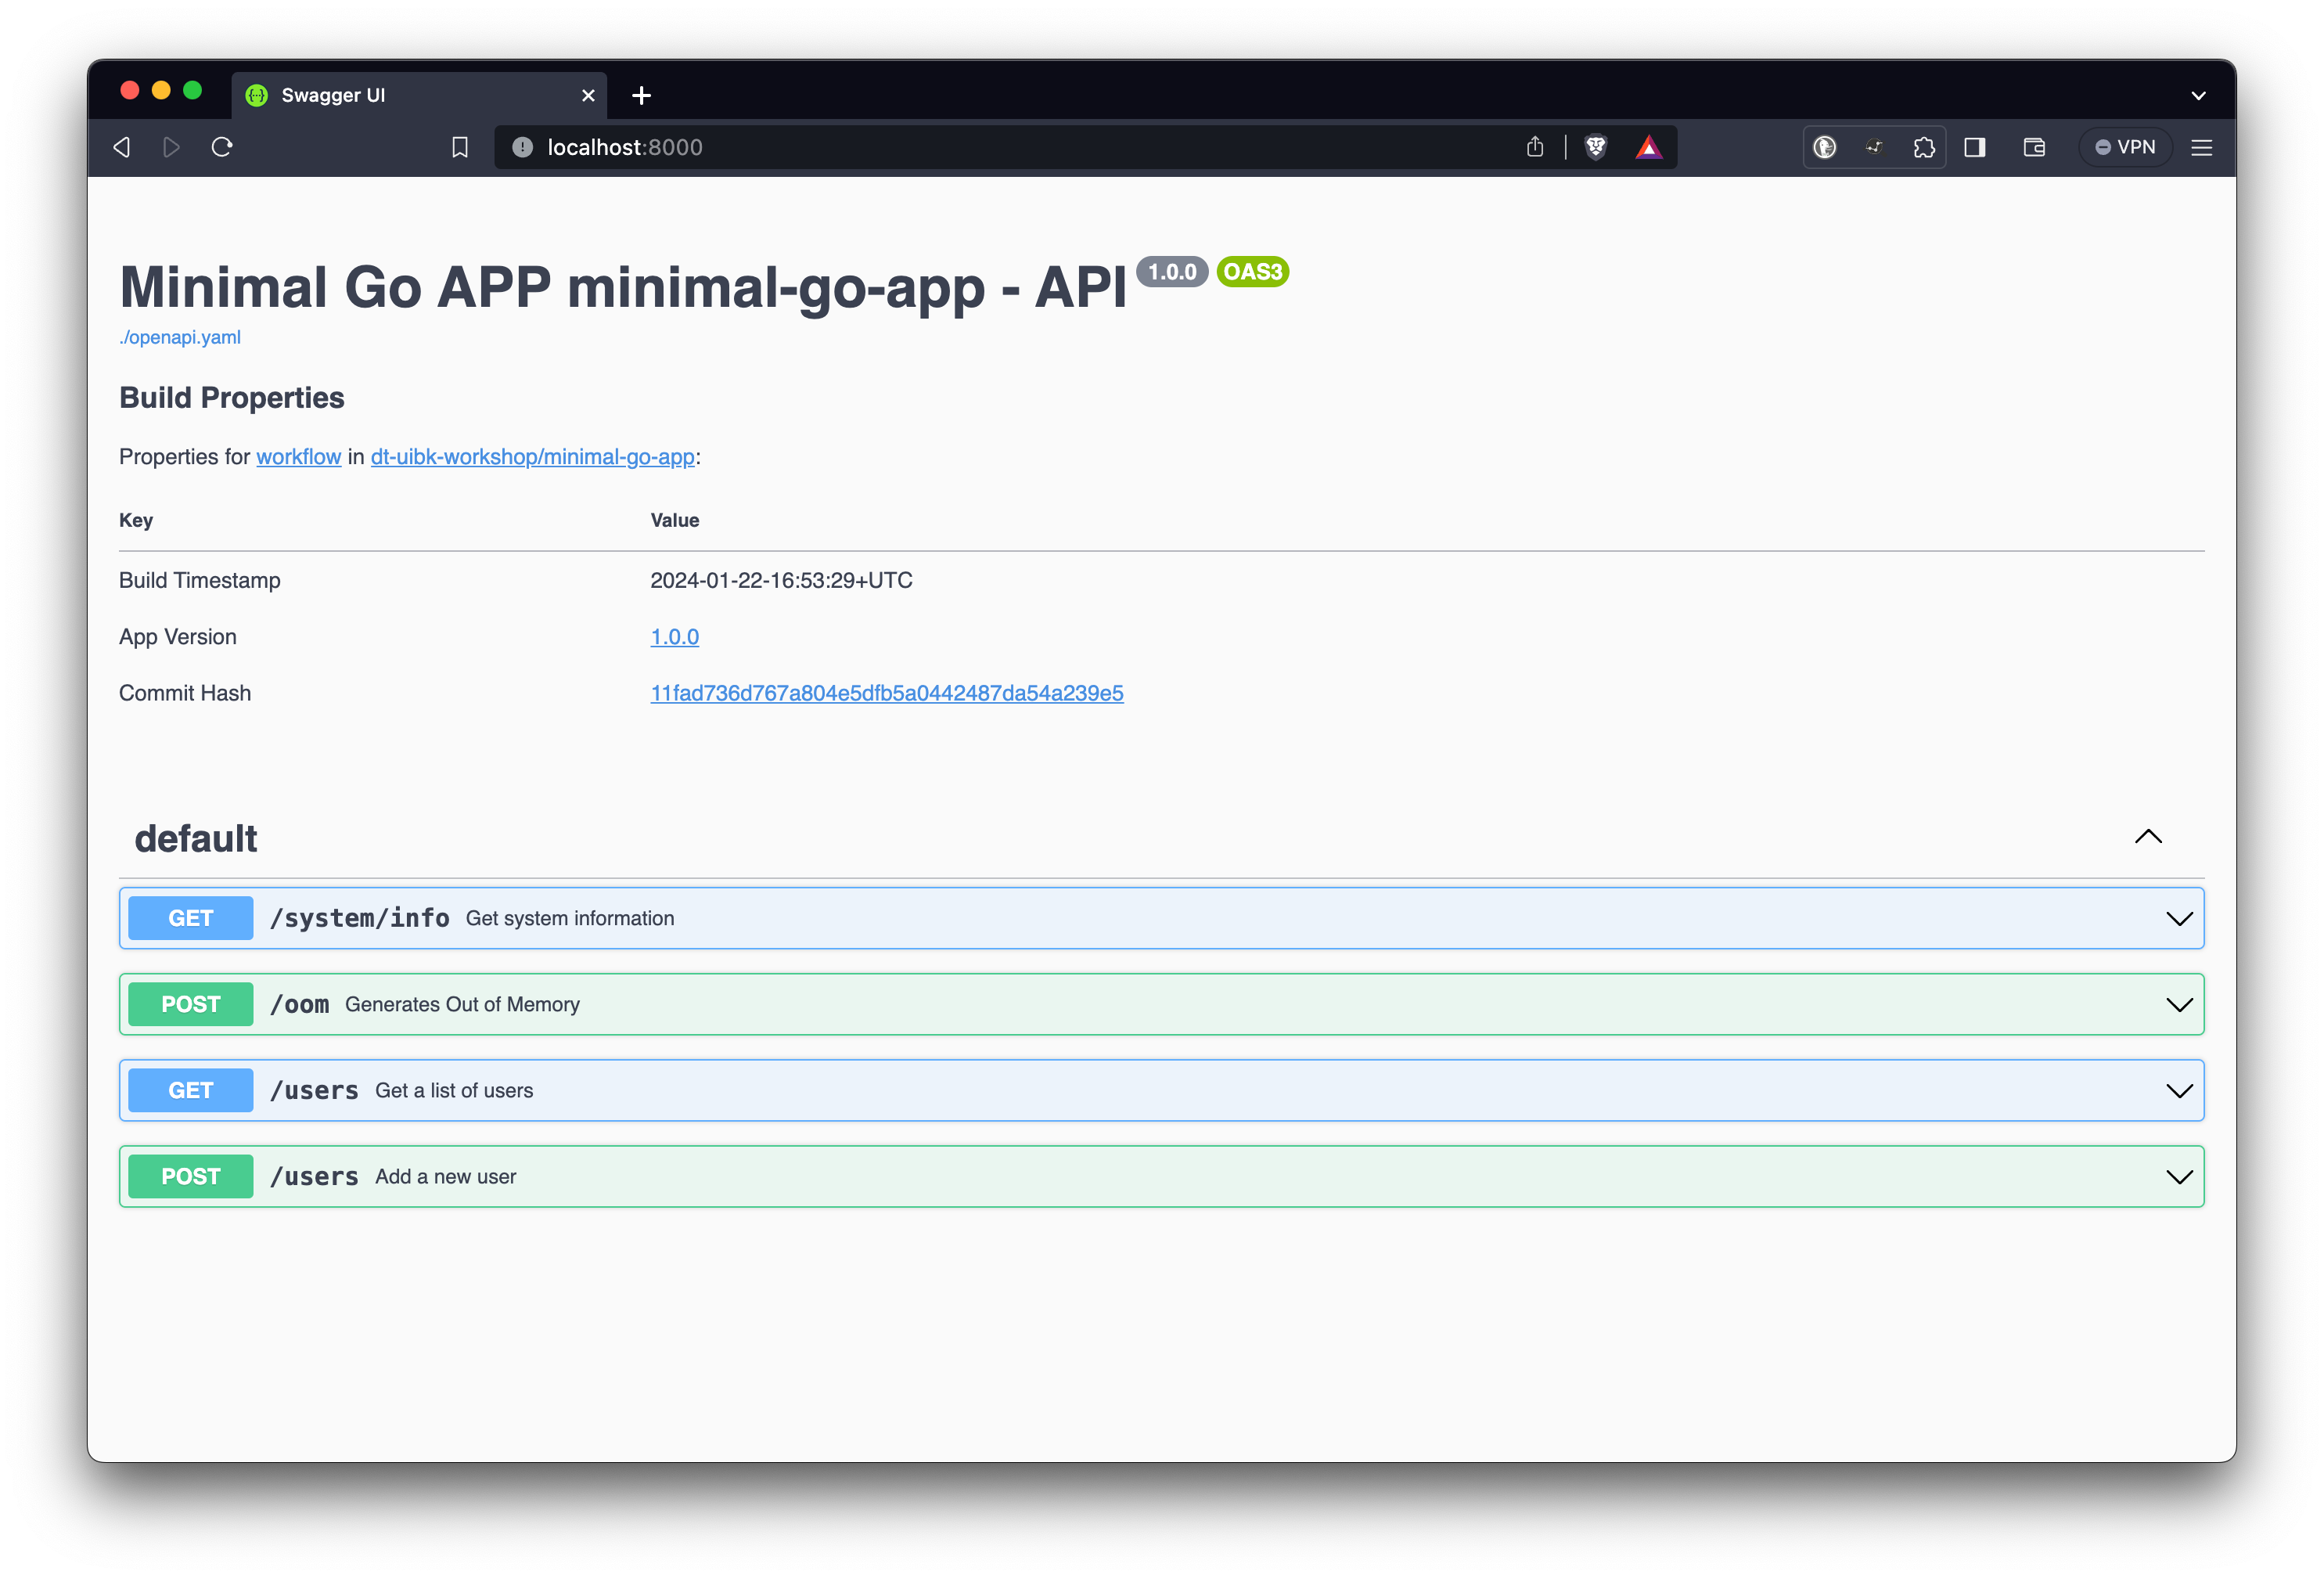 Swagger UI
localhost:8000
VPN
Minimal Go APP minimal-go-app - API 1.0.0 OAS3
./openapi.yaml
Build Properties
Properties for workflow in dt-uibk-workshop/minimal-go-app:
Key Value
Build Timestamp 2024-01-22-16:53:29+UTC
App Version 1.0.0
Commit Hash 11fad736d767a804e5dfb5a0442487da54a239e5
default
GET /system/info Get system information
POST /oom Generates Out of Memory
GET /users Get a list of users
POST /users Add a new user